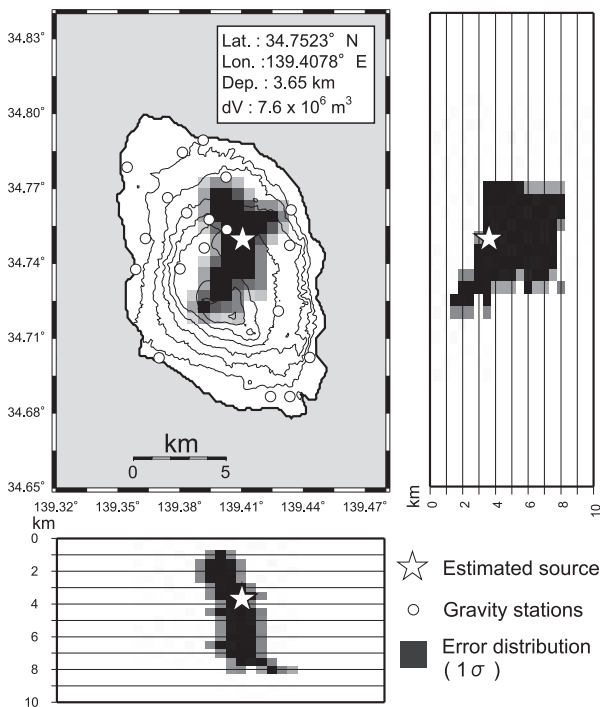 34.83°
34.80°
34.77°
34.74°
34.71°
34.68°
34.65°
Lat. : 34.7523° N
Lon. :139.4078° E
Dep. : 3.65 km
dV : 7.6 x 10⁶ m³
km
0 5
139.32° 139.35° 139.38° 139.41° 139.44° 139.47°
km
0 2 4 6 8 10
km
0
2
4
6
8
10
Estimated source
Gravity stations
Error distribution
( 1σ )